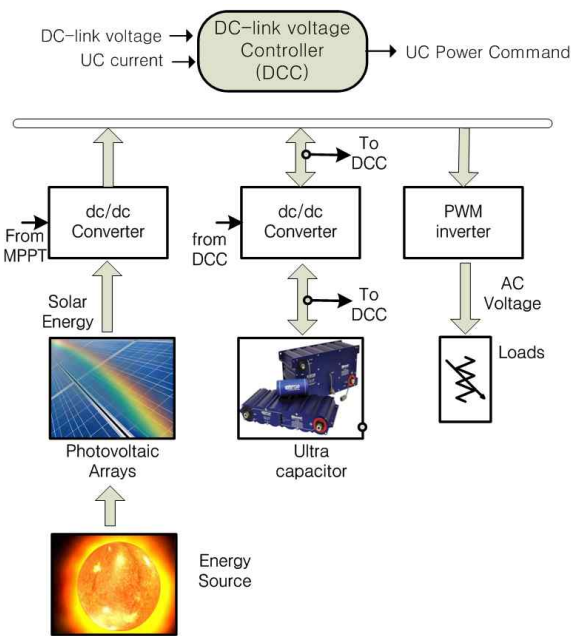 DC-link voltage
UC current
DC-link voltage
Controller
(DCC)
UC Power Command
To
DCC
dc/dc
Converter
From
MPPT
dc/dc
Converter
from
DCC
PWM
inverter
Solar
Energy
To
DCC
AC
Voltage
Loads
Photovoltaic
Arrays
Ultra
capacitor
Energy
Source